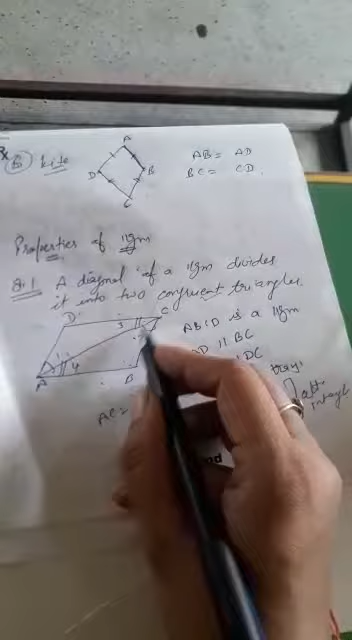 6) kite
A
D
B
C
AB = AD
BC = CD
Properties of ||gm
Q.1 A diagonal of a ||gm divides
it into two congruent triangles.
D
C
3
ABCD is a ||gm
AD || BC
DC
1
4
A
B
AC =